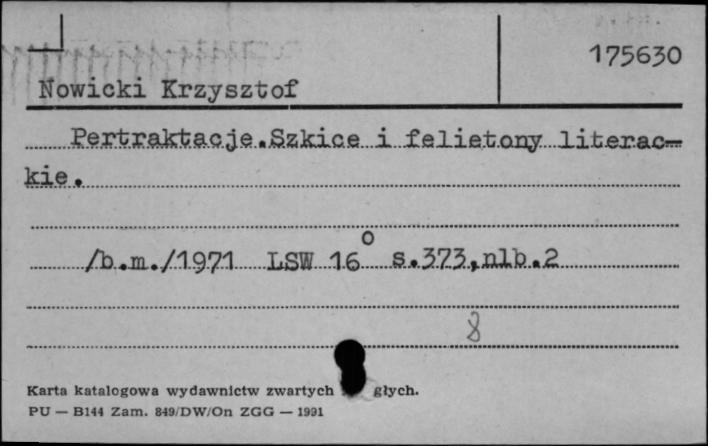 175630
Nowicki Krzysztof
Pertraktacje.Szkice i felietony literac-
kie.
/b.m./1971 LSW 16° s.373,nlb.2
8
Karta katalogowa wydawnictw zwartych głych.
PU — B144 Zam. 849/DW/On ZGG — 1991